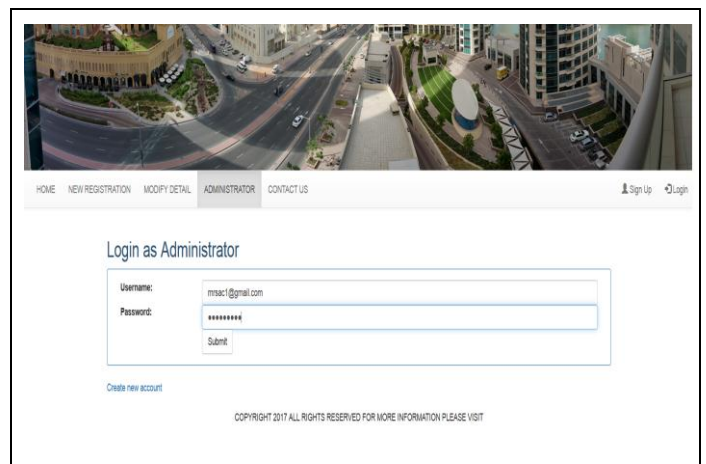 HOME NEW REGISTRATION MODIFY DETAIL ADMINISTRATOR CONTACT US Sign Up Login
Login as Administrator
Username: mrsac1@gmail.com
Password: •••••••••
Submit
Create new account
COPYRIGHT 2017 ALL RIGHTS RESERVED FOR MORE INFORMATION PLEASE VISIT